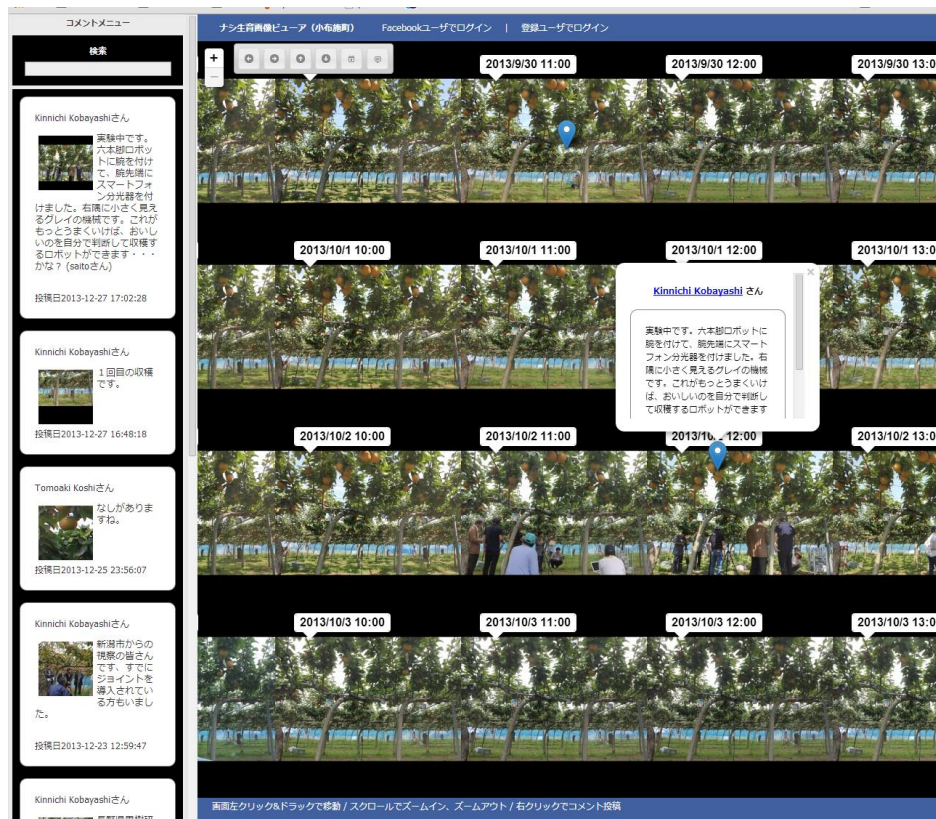 コメントメニュー
検索
Kinnichi Kobayashiさん
実験中です。
六本脚ロボッ
トに腕を付け
て、腕先端に
スマートフォ
ン分光器を付
けました。右隅に小さく見え
るグレイの機械です。これが
もっとうまくいけば、おいし
いのを自分で判断して収穫す
るロボットができます・・・
かな？ (saitoさん)
投稿日2013-12-27 17:02:28
Kinnichi Kobayashiさん
１回目の収穫
です。
投稿日2013-12-27 16:48:18
Tomoaki Koshiさん
なしがありま
すね。
投稿日2013-12-25 23:56:07
Kinnichi Kobayashiさん
新潟市からの
視察の皆さん
です、すでに
ジョイントを
導入されてい
る方もいまし
た。
投稿日2013-12-23 12:59:47
Kinnichi Kobayashiさん
ナシ生育画像ビューア（小布施町） Facebookユーザでログイン | 登録ユーザでログイン
+
−
2013/9/30 11:00 2013/9/30 12:00 2013/9/30 13:0
2013/10/1 10:00 2013/10/1 11:00 2013/10/1 12:00 2013/10/1 13:0
×
Kinnichi Kobayashi さん
実験中です。六本脚ロボットに
腕を付けて、腕先端にスマート
フォン分光器を付けました。右
隅に小さく見えるグレイの機械
です。これがもっとうまくいけ
ば、おいしいのを自分で判断し
て収穫するロボットができます
2013/10/2 10:00 2013/10/2 11:00 2013/10/2 12:00 2013/10/2 13:0
2013/10/3 10:00 2013/10/3 11:00 2013/10/3 12:00 2013/10/3 13:0
画面左クリック&ドラックで移動 / スクロールでズームイン、ズームアウト / 右クリックでコメント投稿